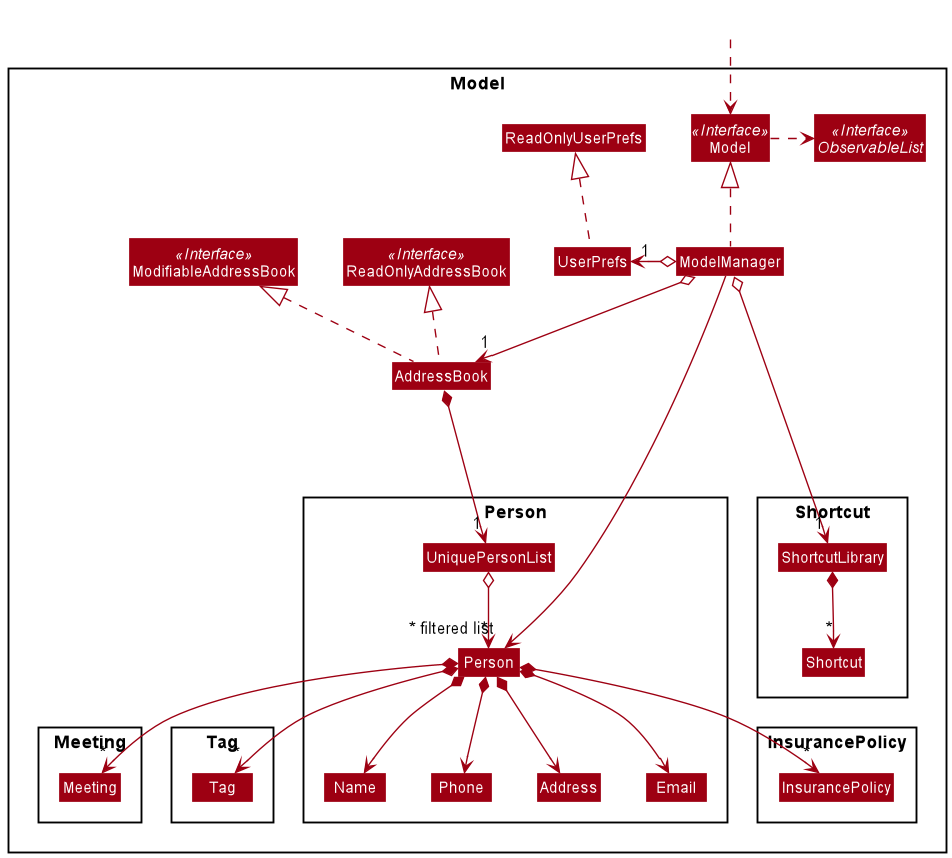 Model
«Interface»
Model
«Interface»
ObservableList
ReadOnlyUserPrefs
«Interface»
ModifiableAddressBook
«Interface»
ReadOnlyAddressBook
UserPrefs
1
ModelManager
1
AddressBook
Person
1
UniquePersonList
* filtered list
*
Person
Shortcut
1
ShortcutLibrary
*
Shortcut
Meeting
*
Meeting
Tag
*
Tag
Name
Phone
Address
Email
InsurancePolicy
*
InsurancePolicy